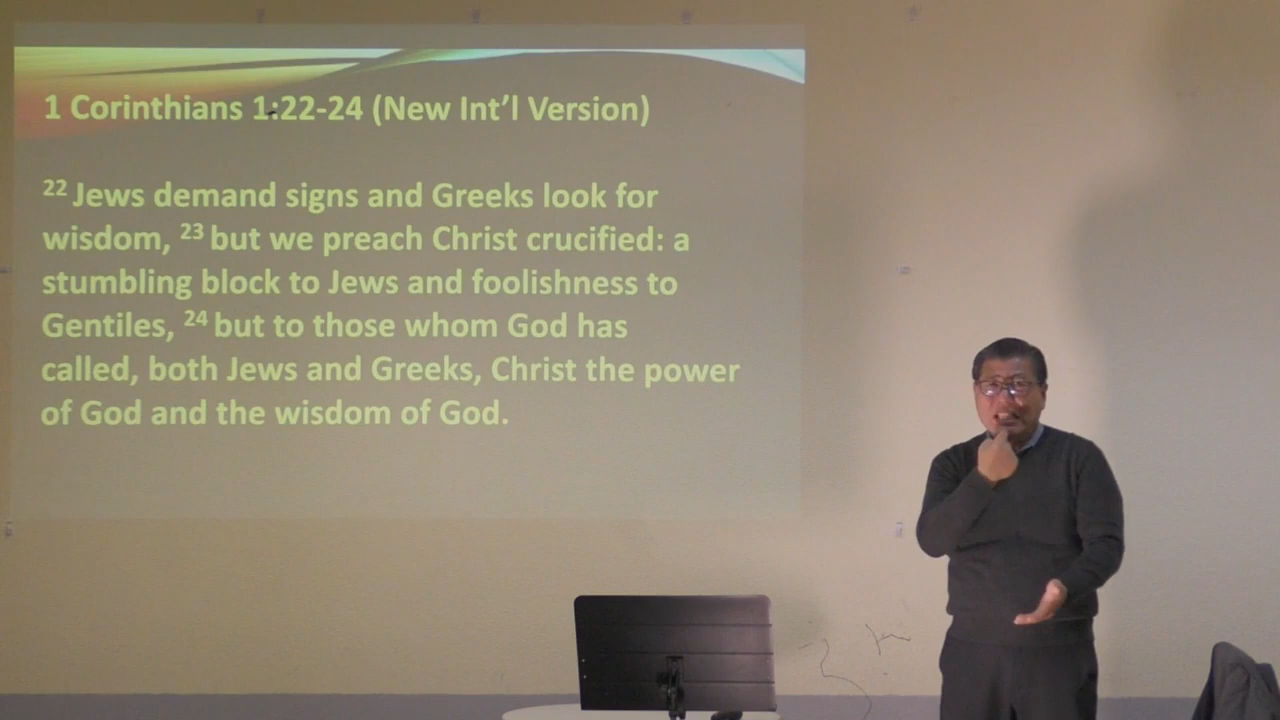 1 Corinthians 1:22-24 (New Int'l Version)
22 Jews demand signs and Greeks look for
wisdom, 23 but we preach Christ crucified: a
stumbling block to Jews and foolishness to
Gentiles, 24 but to those whom God has
called, both Jews and Greeks, Christ the power
of God and the wisdom of God.